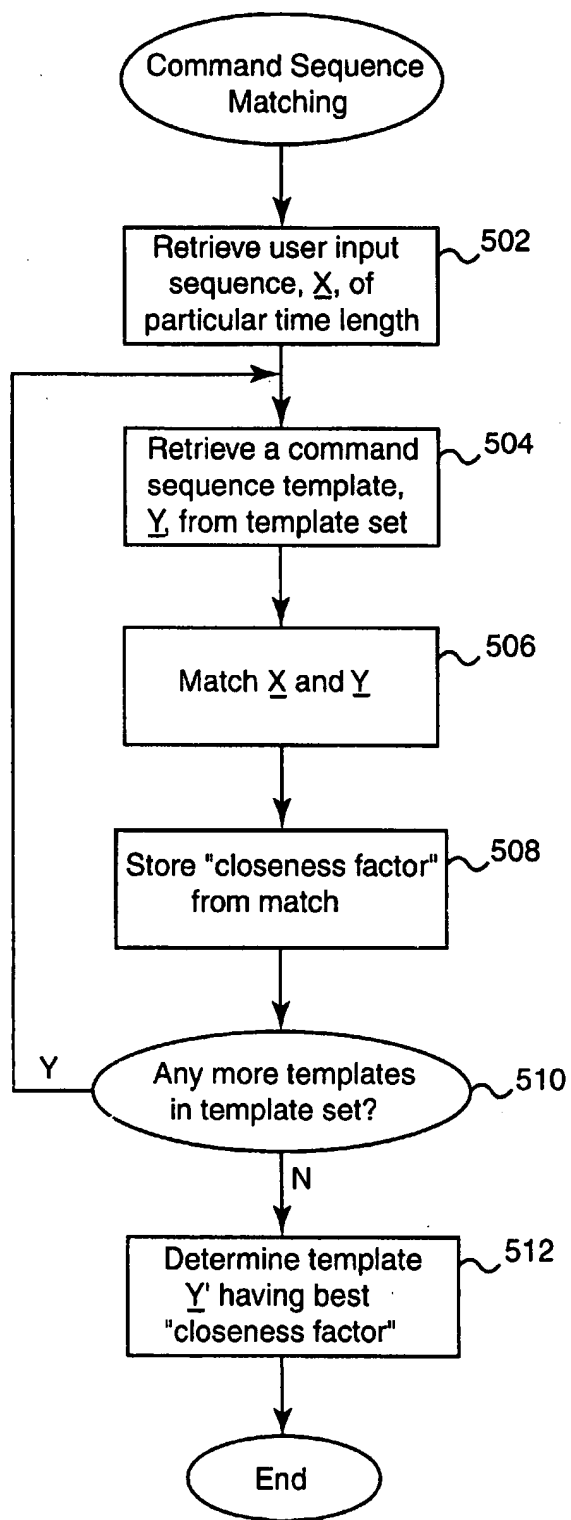 Command Sequence
Matching
502
Retrieve user input
sequence, X, of
particular time length
504
Retrieve a command
sequence template,
Y, from template set
506
Match X and Y
508
Store "closeness factor"
from match
Y
Any more templates
in template set?
510
N
512
Determine template
Y' having best
"closeness factor"
End